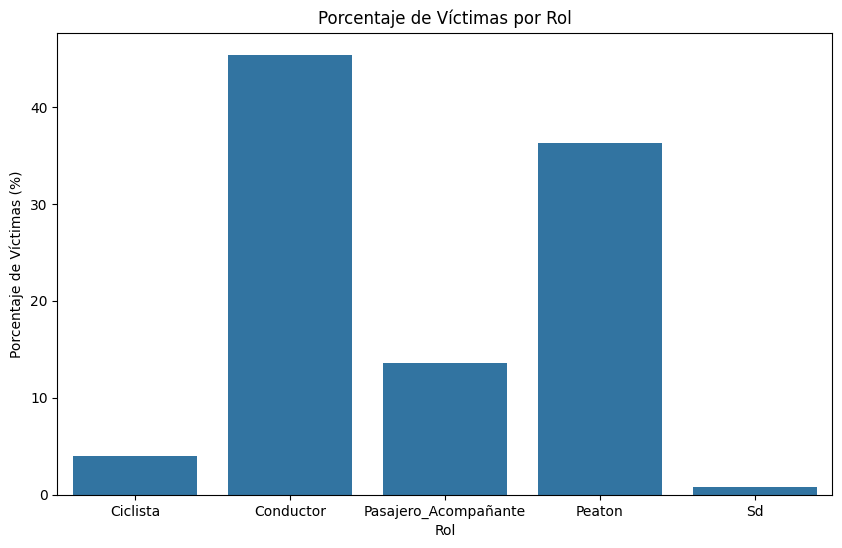 Porcentaje de Víctimas por Rol
Porcentaje de Víctimas (%)
40
30
20
10
0
Ciclista Conductor Pasajero_Acompañante Peaton Sd
Rol